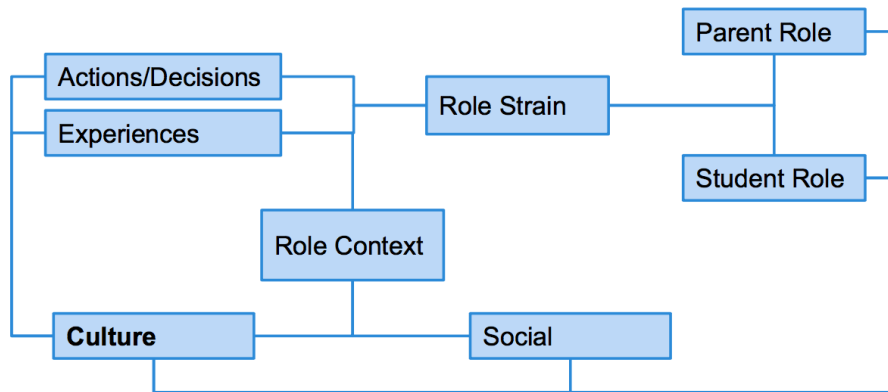 Parent Role
Actions/Decisions
Role Strain
Experiences
Student Role
Role Context
Culture
Social